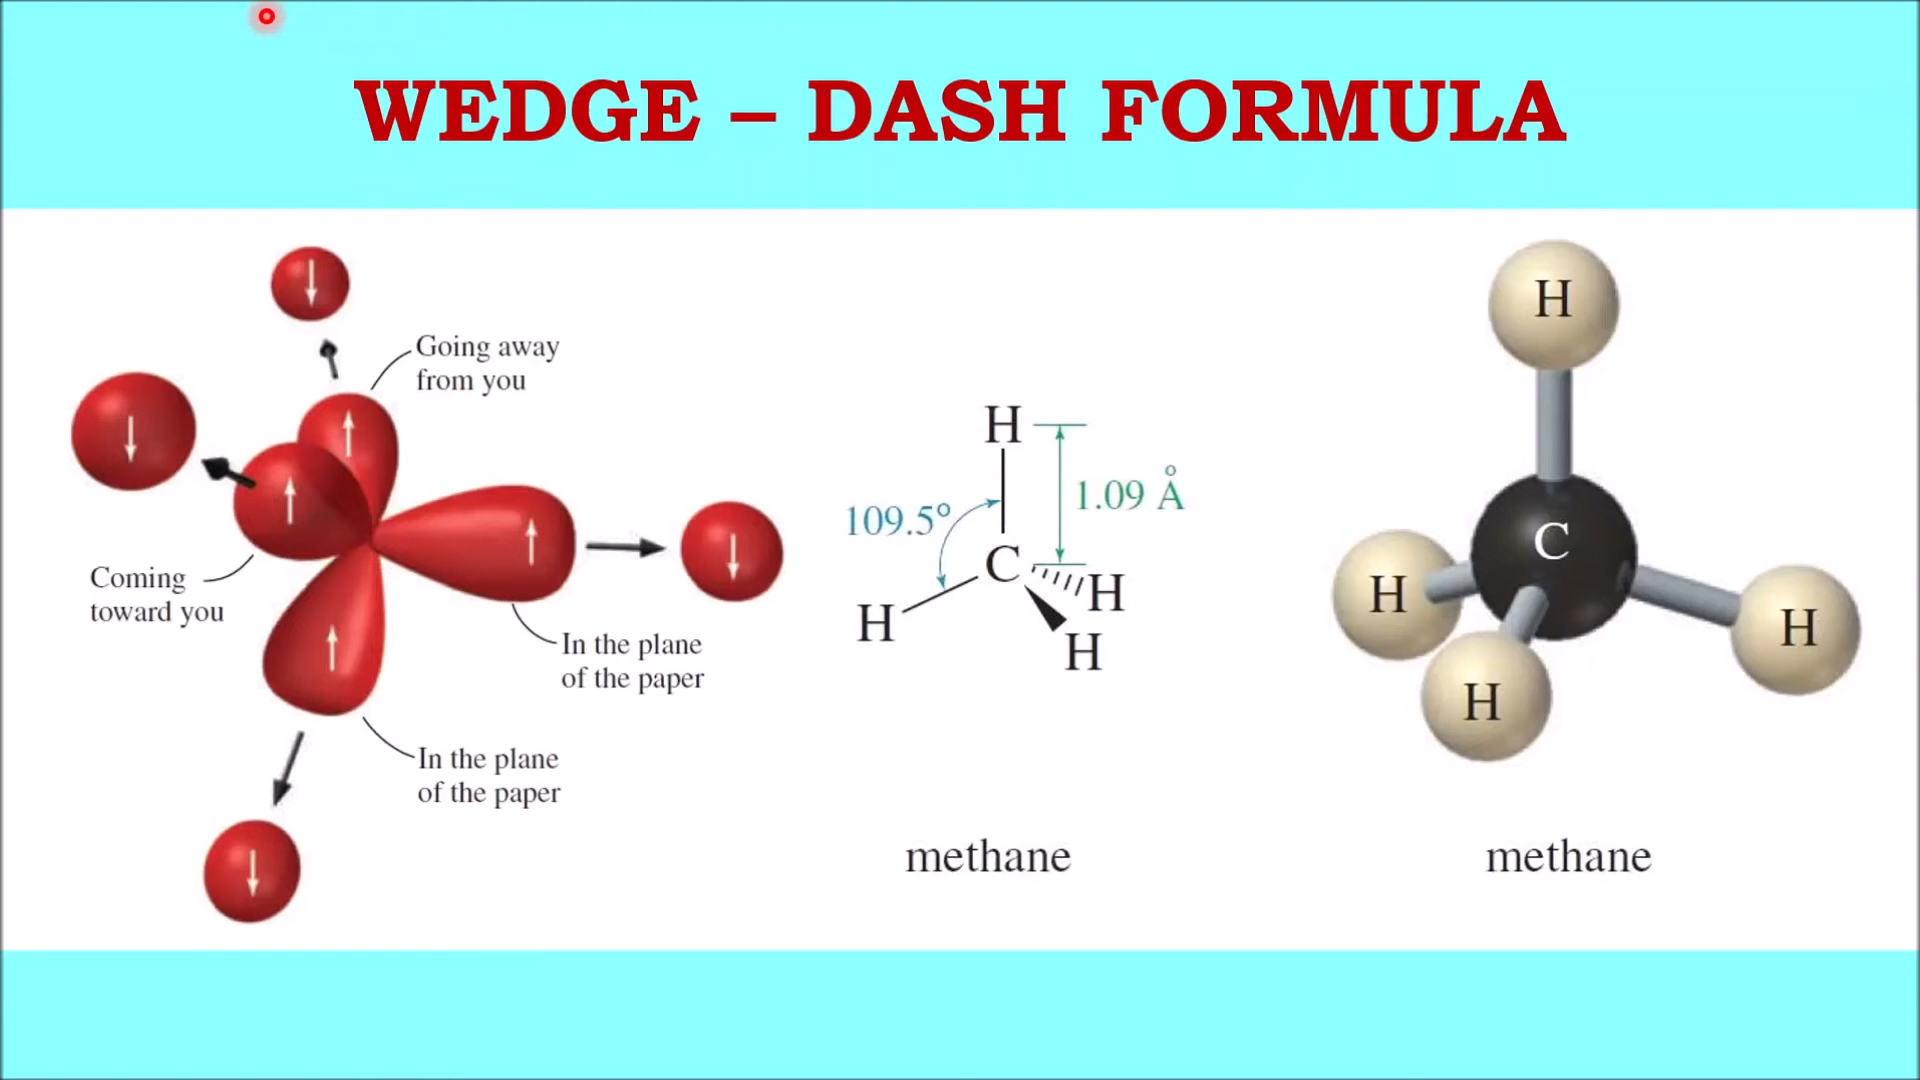 WEDGE – DASH FORMULA
Going away
from you
Coming
toward you
In the plane
of the paper
In the plane
of the paper
H
109.5°
1.09 Å
C
H
H
H
methane
H
C
H
H
H
methane